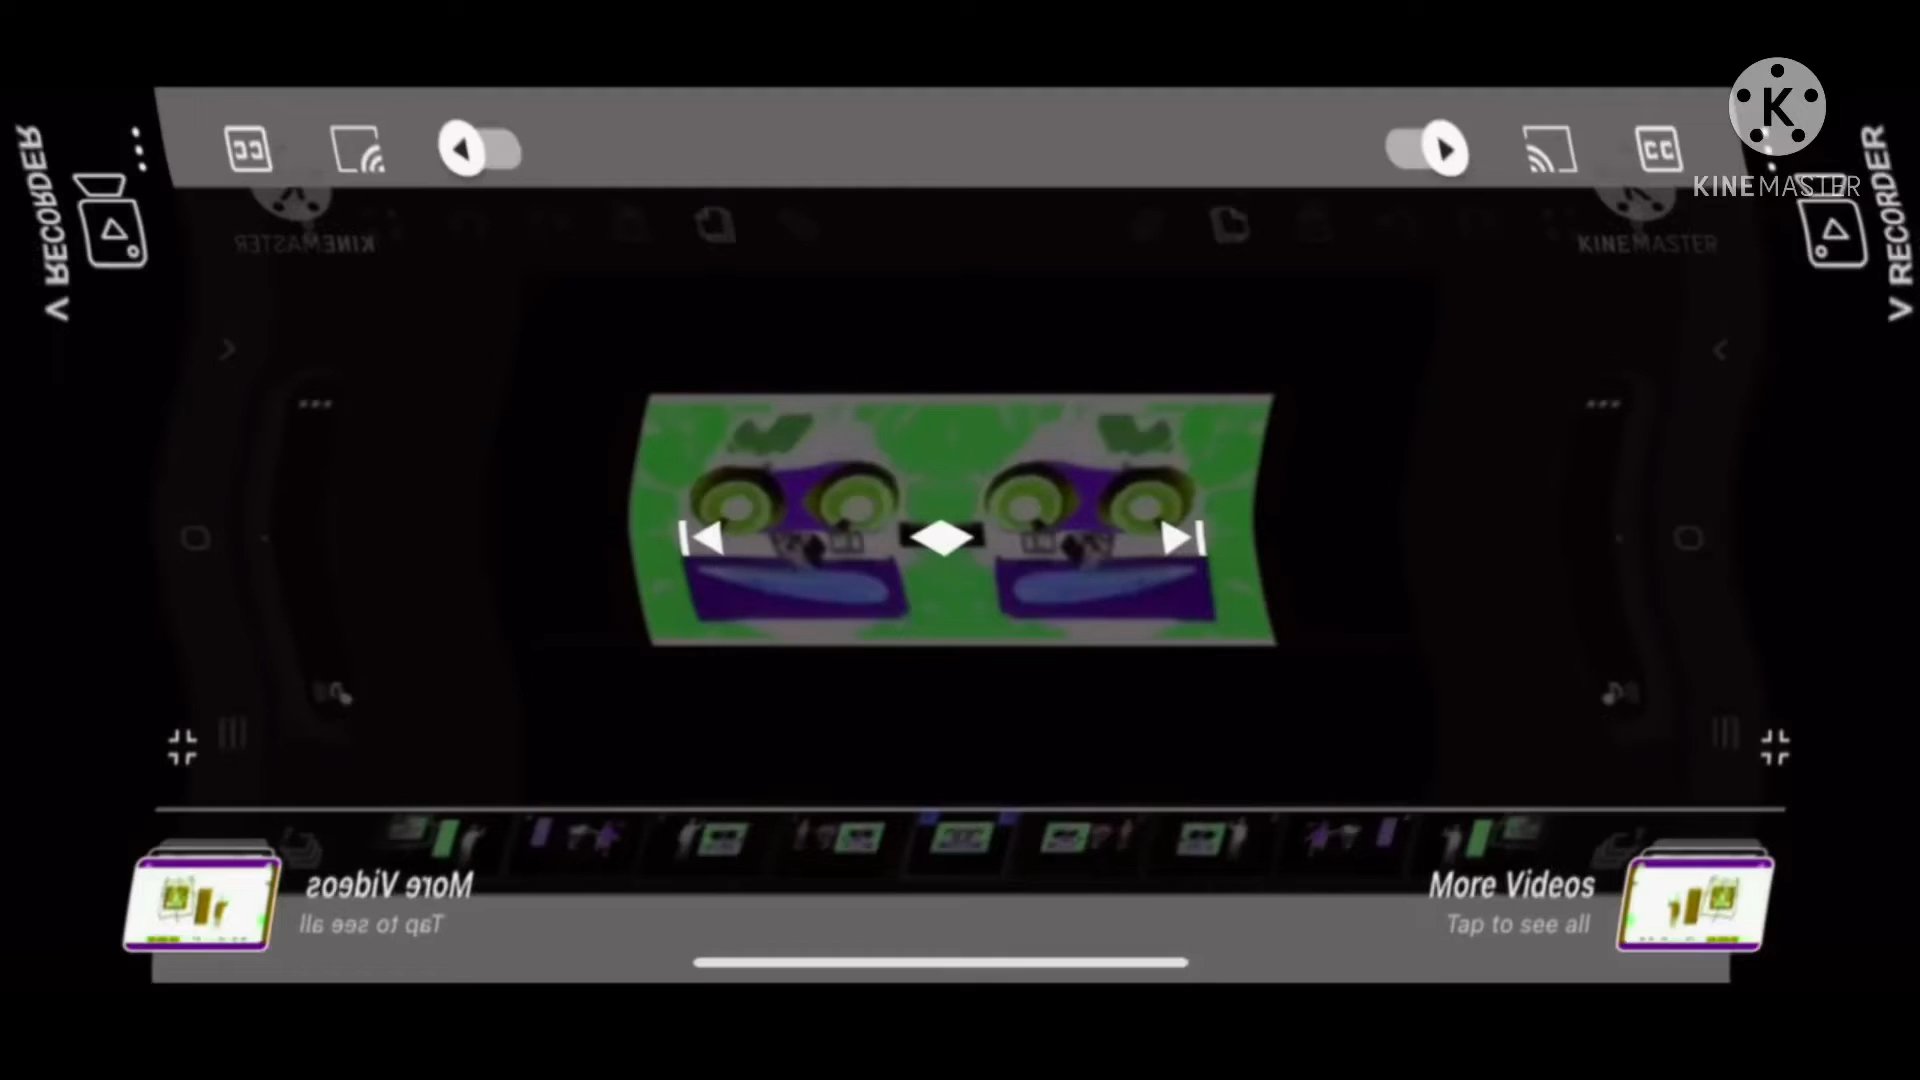 KINEMASTER
V RECORDER
V RECORDER
CC
CC
KINEMASTER
KINEMASTER
More Videos
Tap to see all
More Videos
Tap to see all